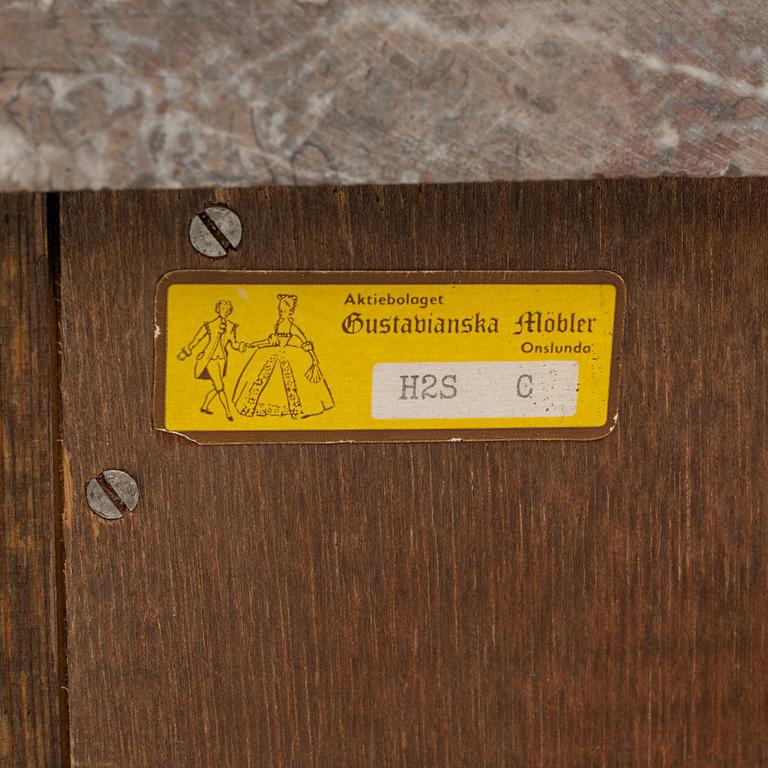 Aktiebolaget
Gustavianska Möbler
Onslunda
H2S C